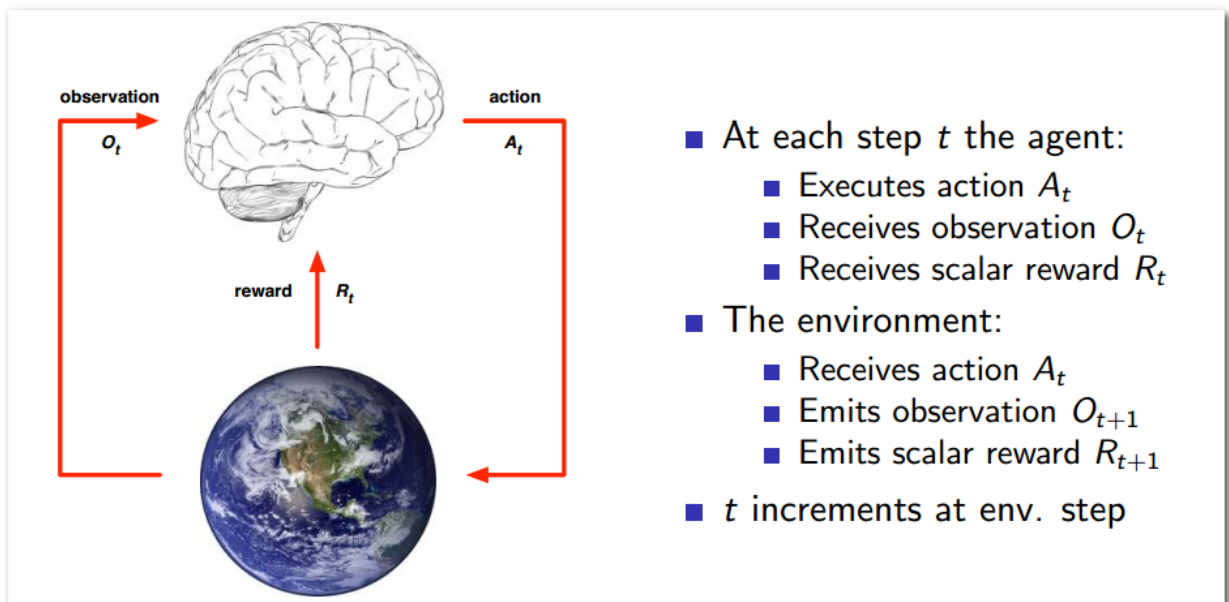 observation
O_t
action
A_t
reward R_t
■ At each step t the agent:
■ Executes action A_t
■ Receives observation O_t
■ Receives scalar reward R_t
■ The environment:
■ Receives action A_t
■ Emits observation O_{t+1}
■ Emits scalar reward R_{t+1}
■ t increments at env. step